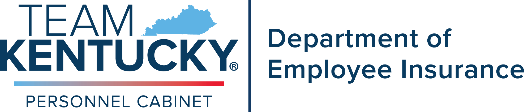 TEAM
KENTUCKY®
PERSONNEL CABINET
Department of
Employee Insurance